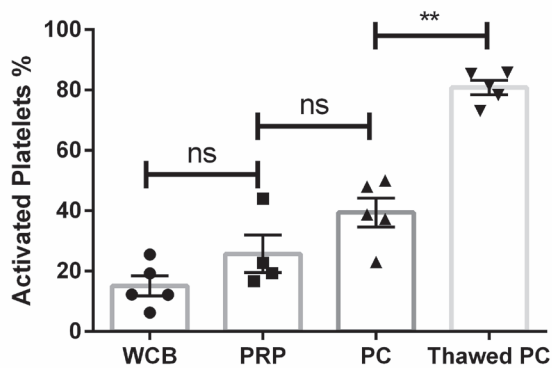 Activated Platelets %
100
80
60
40
20
0
ns
ns
**
WCB PRP PC Thawed PC